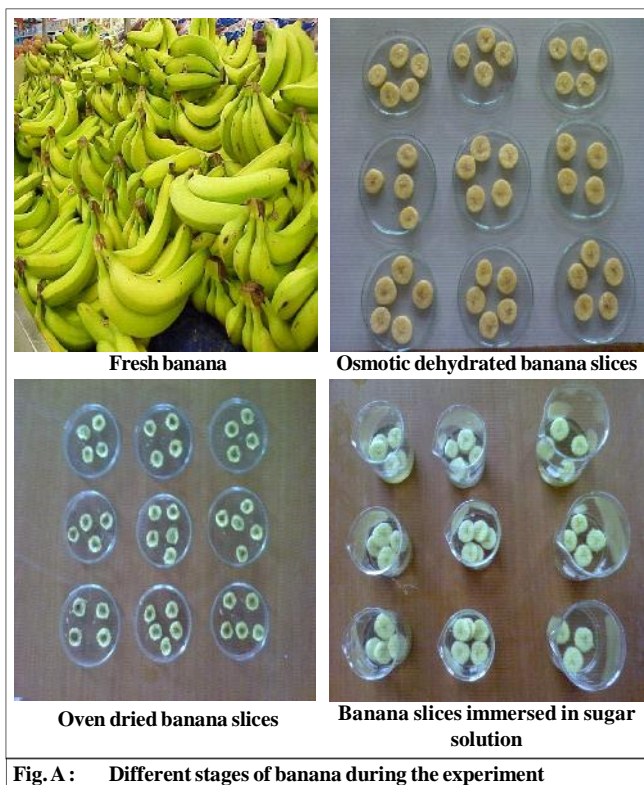 Fresh banana
Osmotic dehydrated banana slices
Oven dried banana slices
Banana slices immersed in sugar
solution
Fig. A : Different stages of banana during the experiment